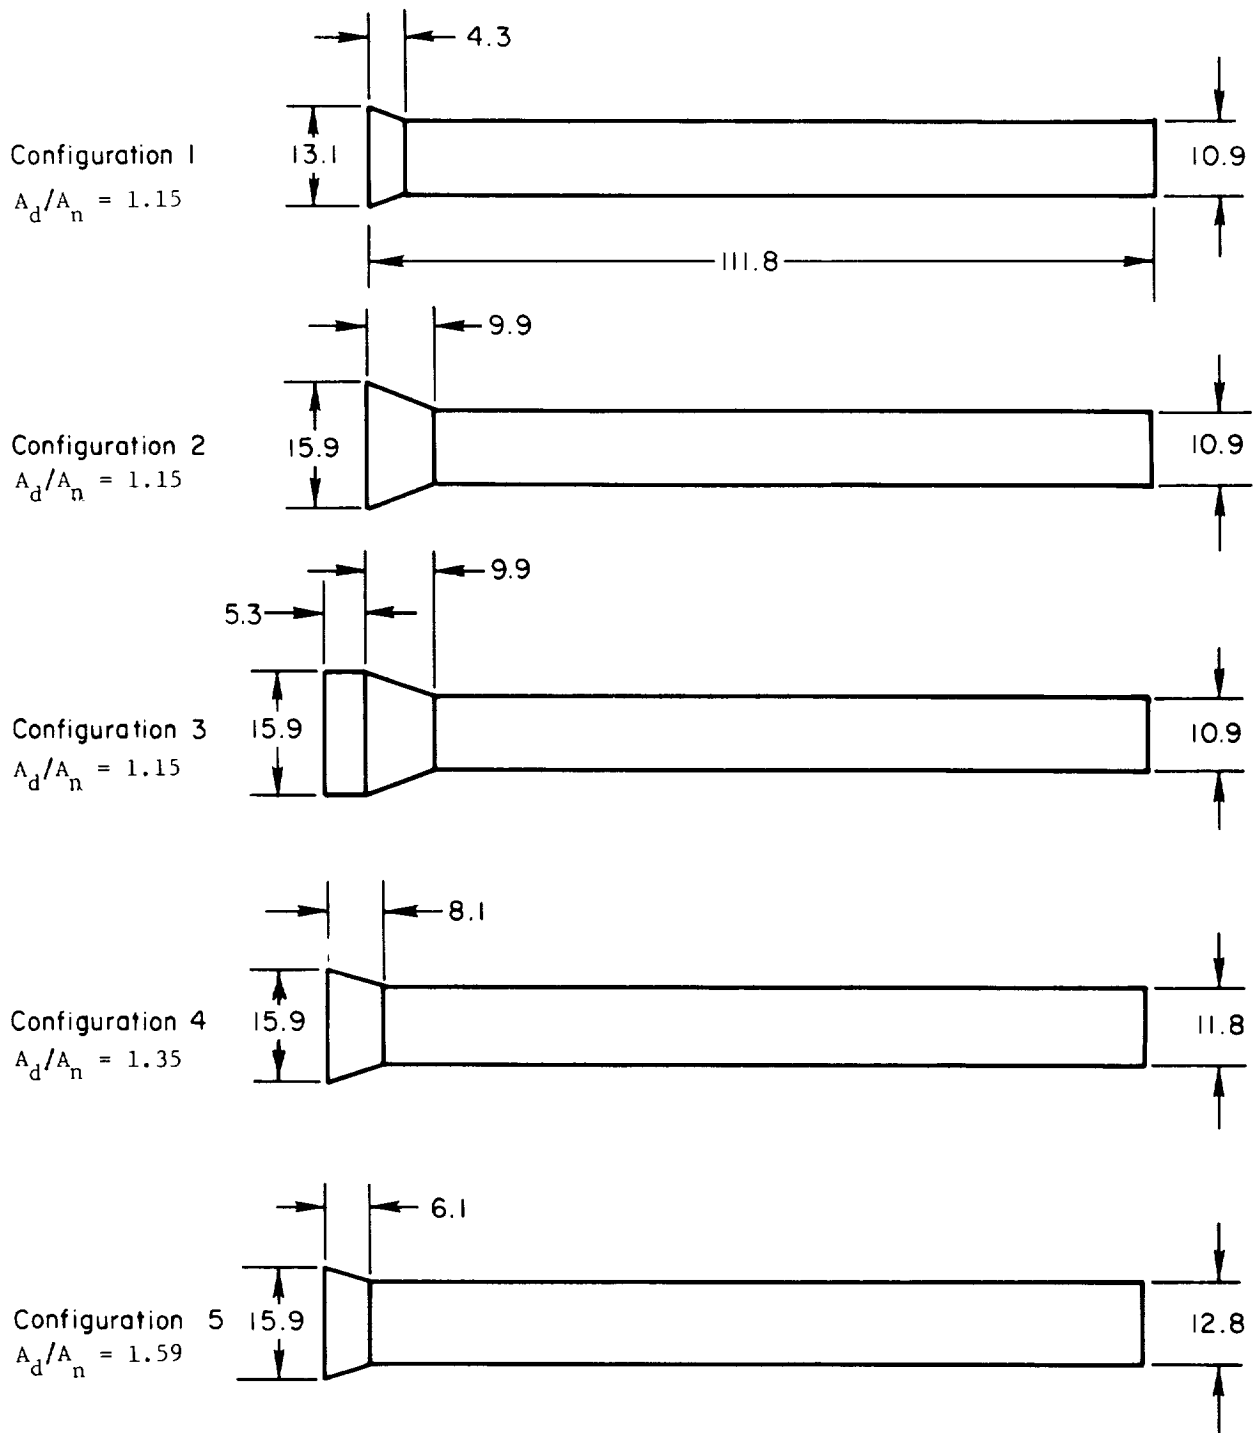 4.3
Configuration 1
13.1
10.9
A_d/A_n = 1.15
111.8
9.9
Configuration 2
15.9
10.9
A_d/A_n = 1.15
9.9
5.3
Configuration 3
15.9
10.9
A_d/A_n = 1.15
8.1
Configuration 4
15.9
11.8
A_d/A_n = 1.35
6.1
Configuration 5
15.9
12.8
A_d/A_n = 1.59